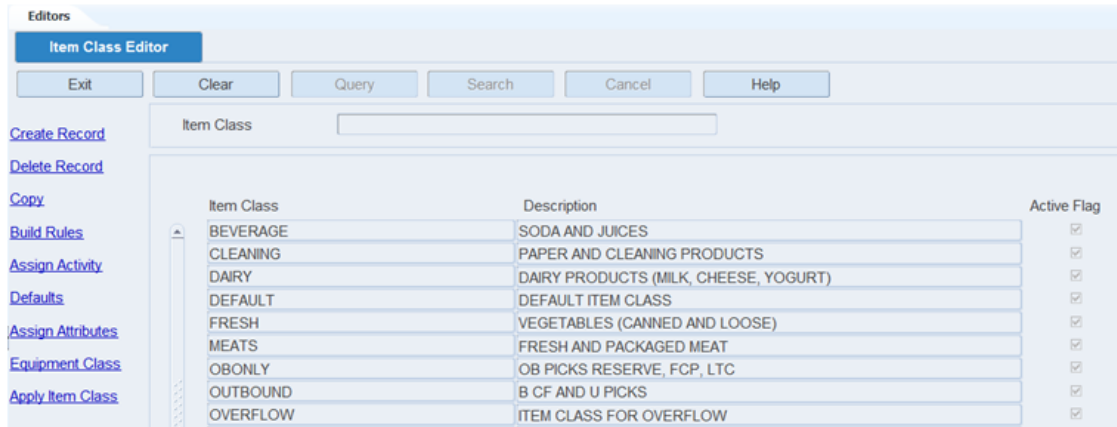 Editors
Item Class Editor
Exit Clear Query Search Cancel Help
Create Record
Delete Record
Copy
Build Rules
Assign Activity
Defaults
Assign Attributes
Equipment Class
Apply Item Class
Item Class
Item Class Description Active Flag
BEVERAGE SODA AND JUICES
CLEANING PAPER AND CLEANING PRODUCTS
DAIRY DAIRY PRODUCTS (MILK, CHEESE, YOGURT)
DEFAULT DEFAULT ITEM CLASS
FRESH VEGETABLES (CANNED AND LOOSE)
MEATS FRESH AND PACKAGED MEAT
OBONLY OB PICKS RESERVE, FCP, LTC
OUTBOUND B CF AND U PICKS
OVERFLOW ITEM CLASS FOR OVERFLOW